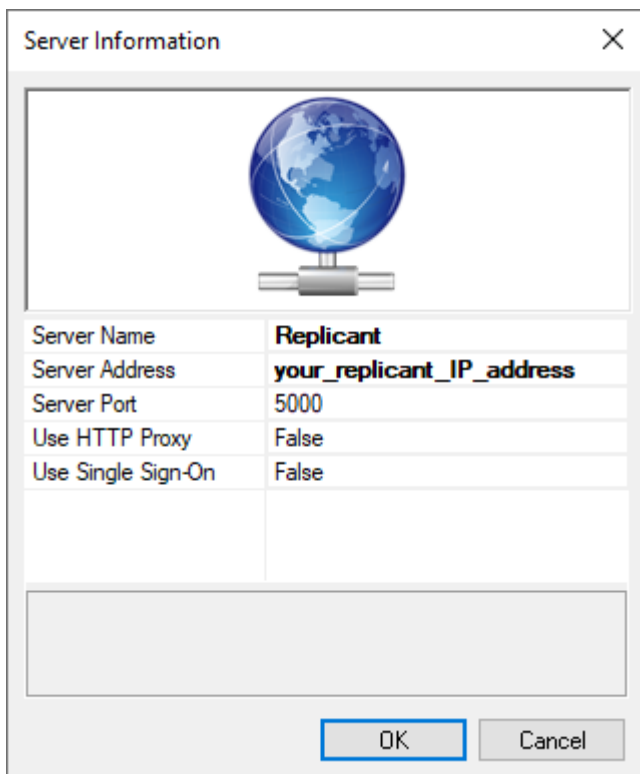 Server Information
Server Name Replicant
Server Address your_replicant_IP_address
Server Port 5000
Use HTTP Proxy False
Use Single Sign-On False
OK Cancel